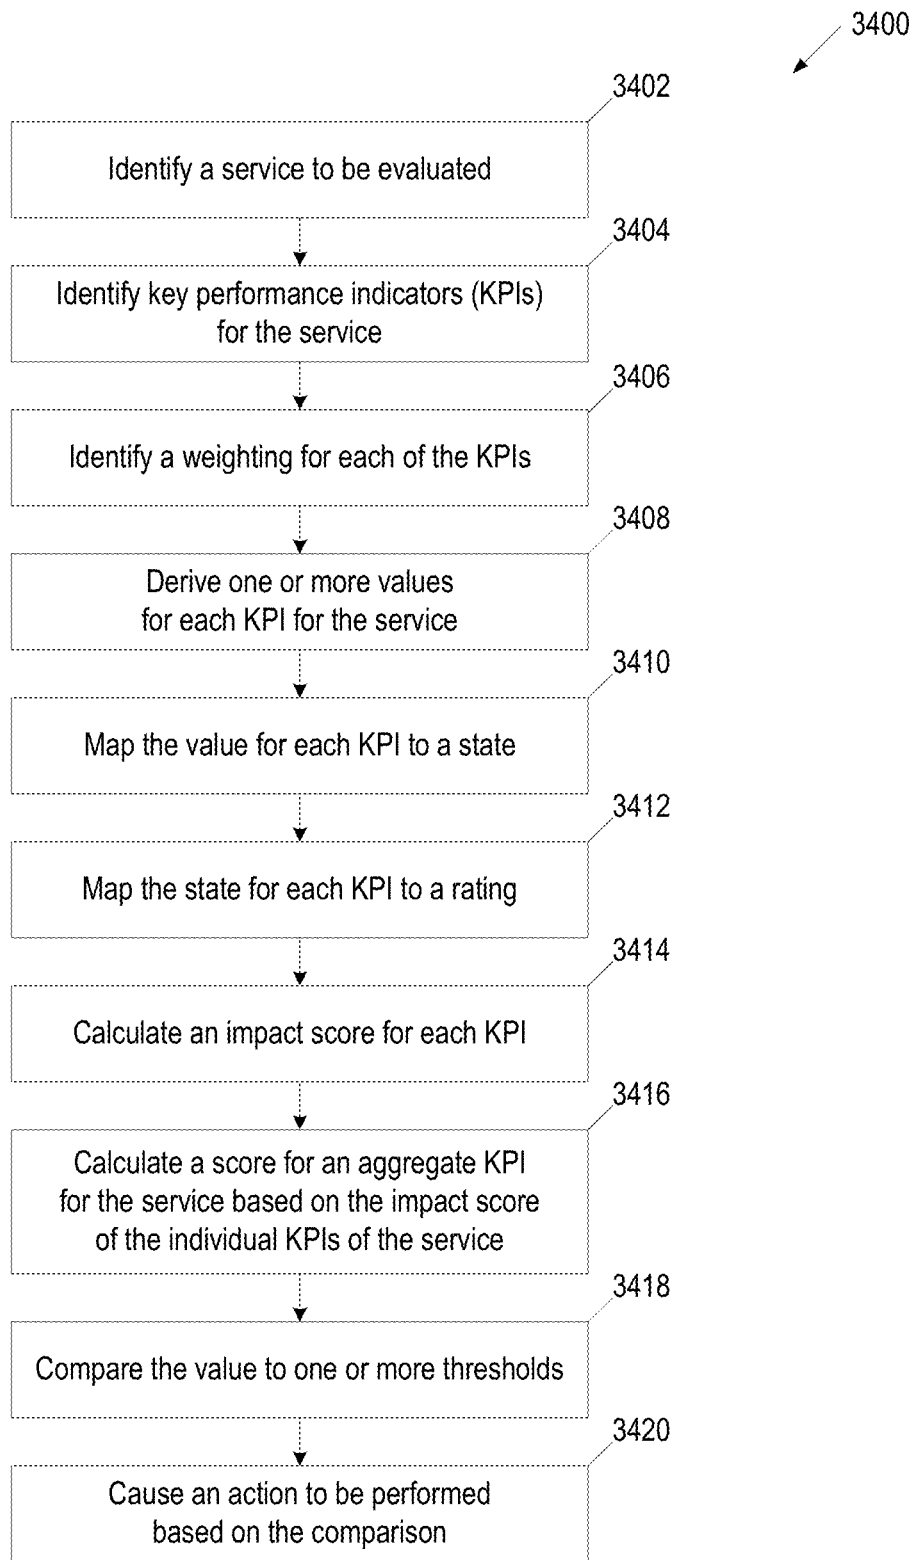 3400
3402
Identify a service to be evaluated
3404
Identify key performance indicators (KPIs)
for the service
3406
Identify a weighting for each of the KPIs
3408
Derive one or more values
for each KPI for the service
3410
Map the value for each KPI to a state
3412
Map the state for each KPI to a rating
3414
Calculate an impact score for each KPI
3416
Calculate a score for an aggregate KPI
for the service based on the impact score
of the individual KPIs of the service
3418
Compare the value to one or more thresholds
3420
Cause an action to be performed
based on the comparison